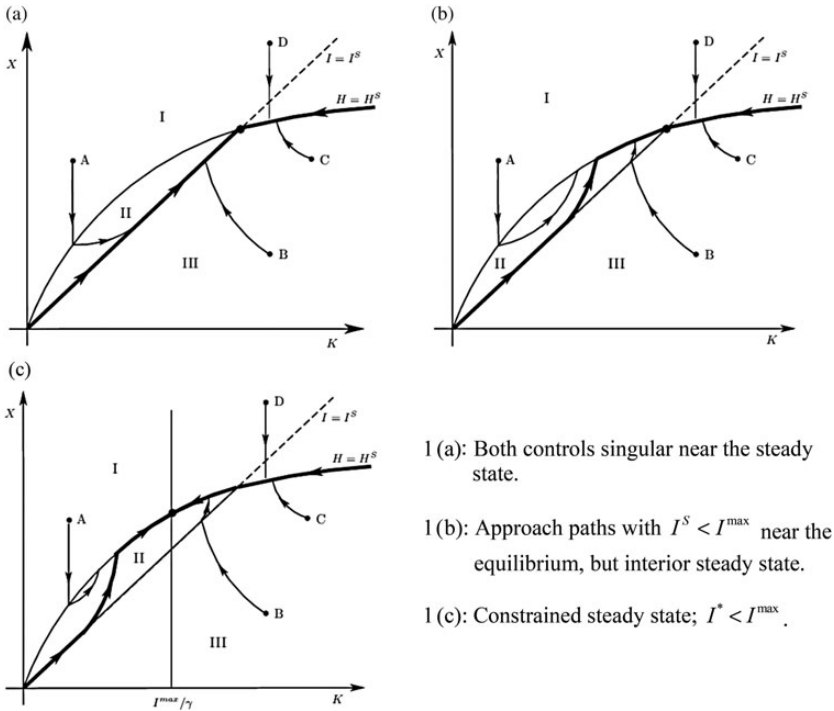 (a)
X
D
I = I^S
I
H = H^S
A
C
II
III
B
K
(b)
X
D
I = I^S
I
H = H^S
A
C
II
III
B
K
(c)
X
D
I = I^S
I
H = H^S
A
C
II
B
III
I^max/γ
K
1(a): Both controls singular near the steady
state.
1(b): Approach paths with I^S < I^max near the
equilibrium, but interior steady state.
1(c): Constrained steady state; I^* < I^max.